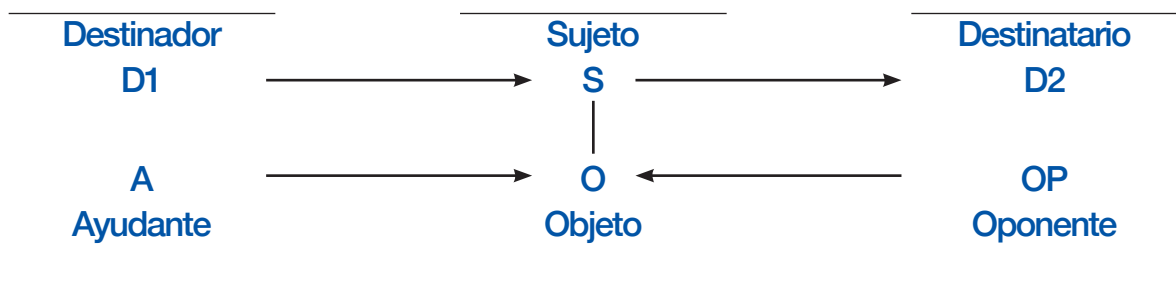 Destinador Sujeto Destinatario
D1 S D2
A O OP
Ayudante Objeto Oponente